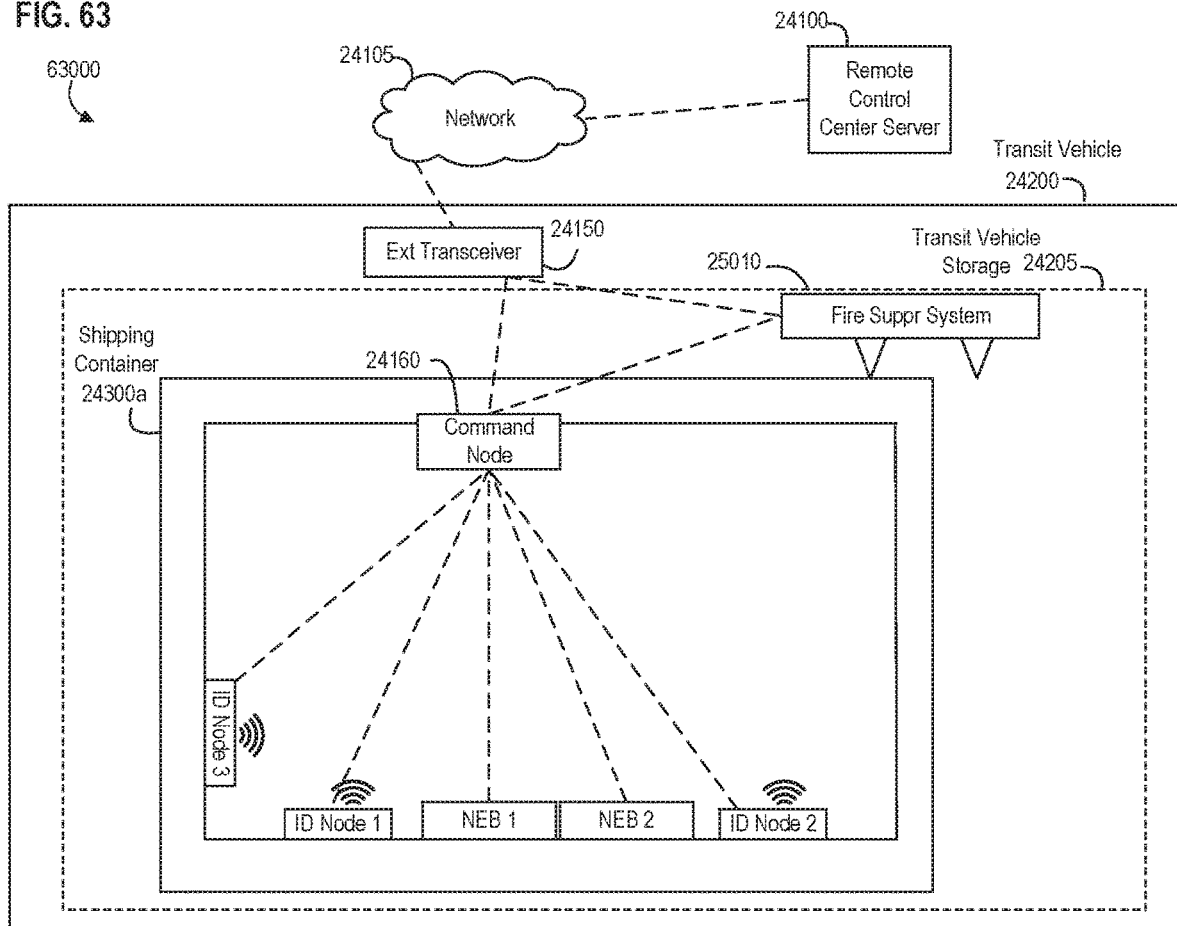 FIG. 63
63000
24105
Network
24100
Remote
Control
Center Server
Transit Vehicle
24200
Ext Transceiver
24150
Transit Vehicle
Storage 24205
25010
Fire Suppr System
Shipping
Container
24300a
24160
Command
Node
ID Node 3
ID Node 1
NEB 1
NEB 2
ID Node 2